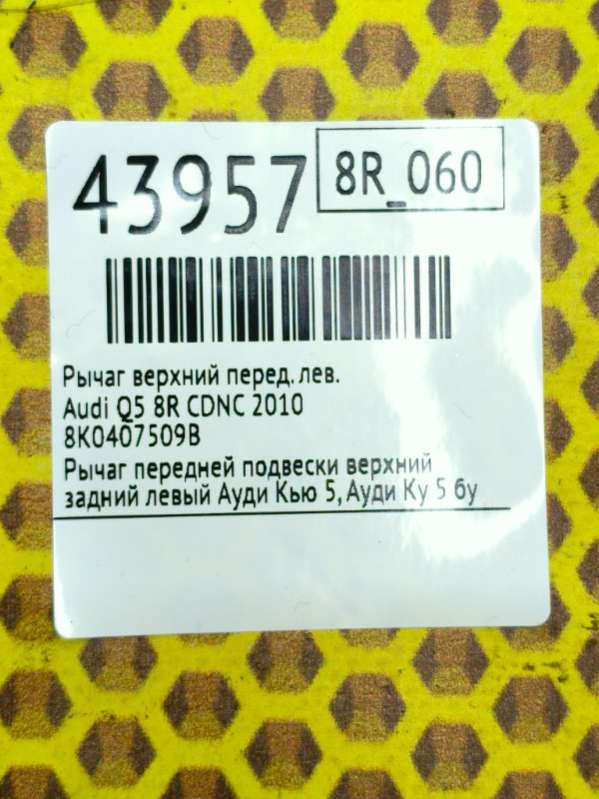 43957
8R_060
Рычаг верхний перед. лев.
Audi Q5 8R CDNC 2010
8K0407509B
Рычаг передней подвески верхний
задний левый Ауди Кью 5, Ауди Ку 5 бу